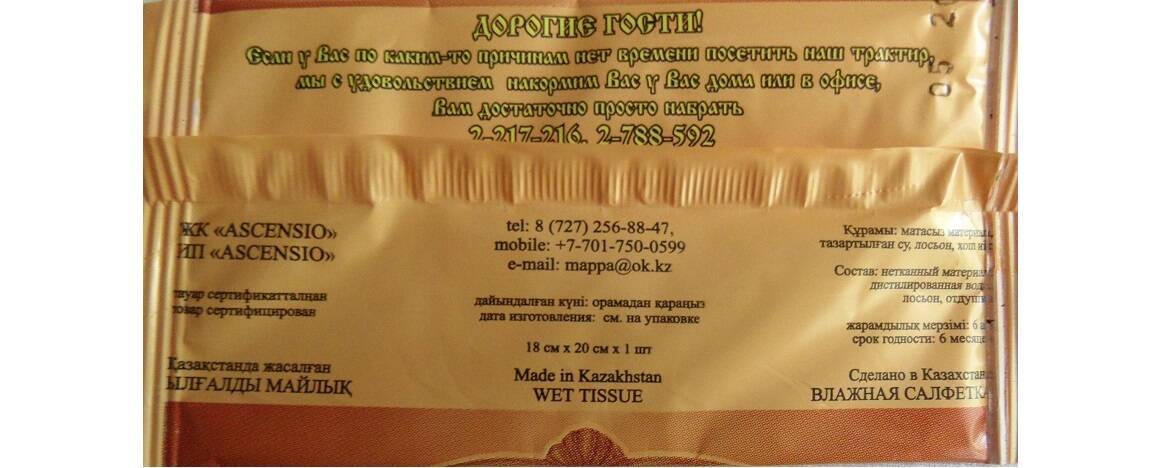 ДОРОГИЕ ГОСТИ!
Если у Вас по каким-то причинам нет времени посетить наш трактир,
мы с удовольствием накормим Вас у Вас дома или в офисе,
Вам достаточно просто набрать
2-217-216, 2-788-592
05 20
ЖК «ASCENSIO»
ИП «ASCENSIO»
тауар сертификатталнан
товар сертифицирован
Қазақстанда жасалған
ЫЛҒАЛДЫ МАЙЛЫҚ
tel: 8 (727) 256-88-47,
mobile: +7-701-750-0599
e-mail: mappa@ok.kz
дайындалған күні: орамадан қараңыз
дата изготовления: см. на упаковке
18 см x 20 см x 1 шт
Made in Kazakhstan
WET TISSUE
Құрамы: матасыз материал,
тазартылған су, лосьон,
Состав: нетканный материал
дистилированная вода,
лосьон, отдушка
жарамдылық мерзімі: 6
срок годности: 6 месяцев
Сделано в Казахстане
ВЛАЖНАЯ САЛФЕТКА